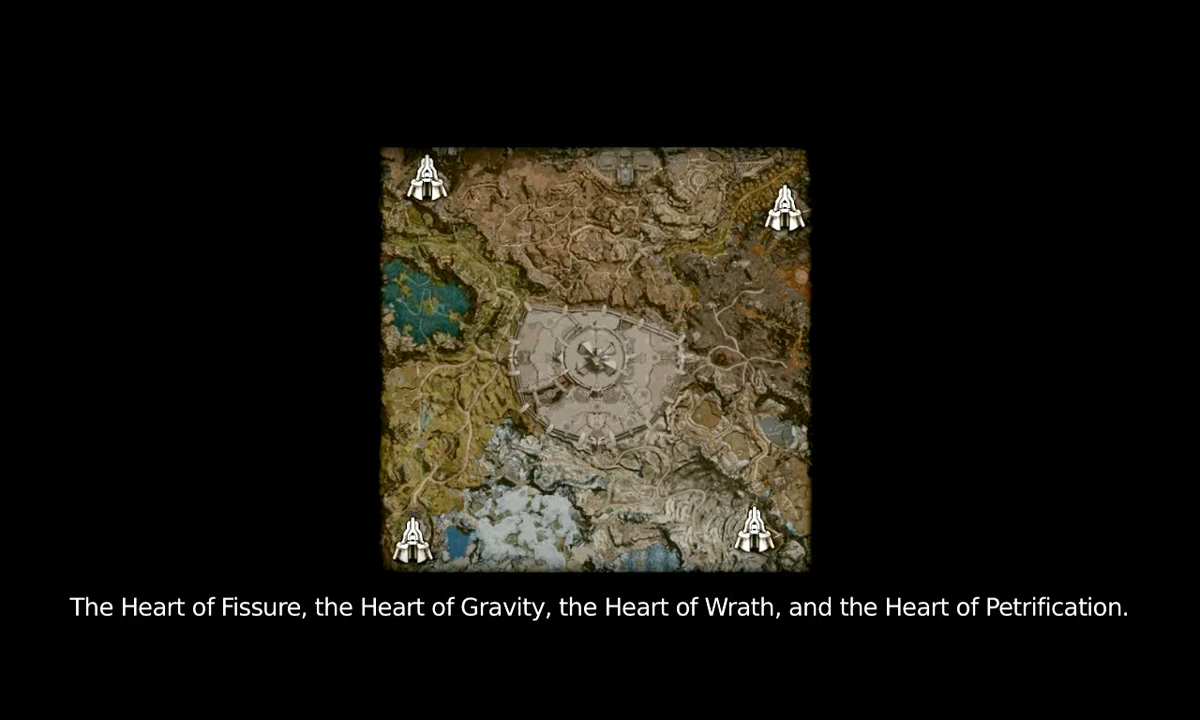 The Heart of Fissure, the Heart of Gravity, the Heart of Wrath, and the Heart of Petrification.